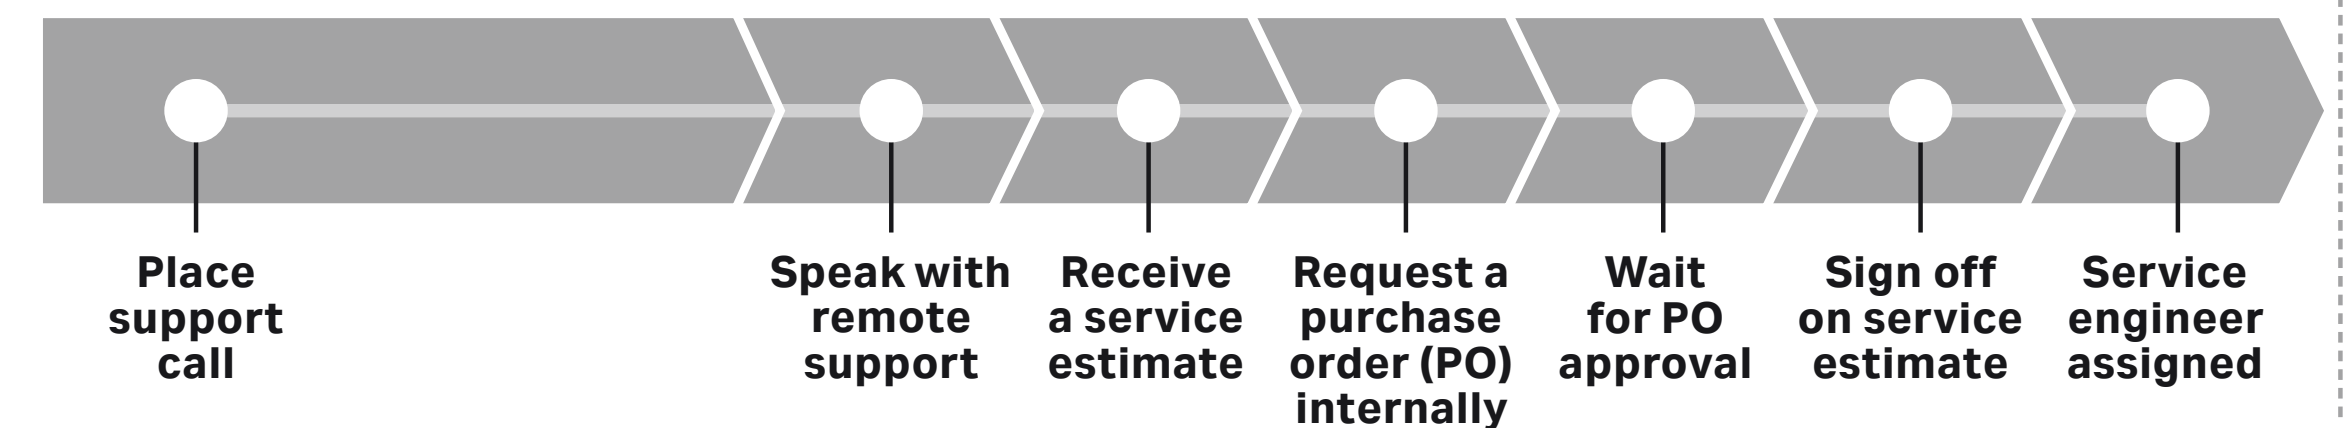 Place
support
call
Speak with
remote
support
Receive
a service
estimate
Request a
purchase
order (PO)
internally
Wait
for PO
approval
Sign off
on service
estimate
Service
engineer
assigned